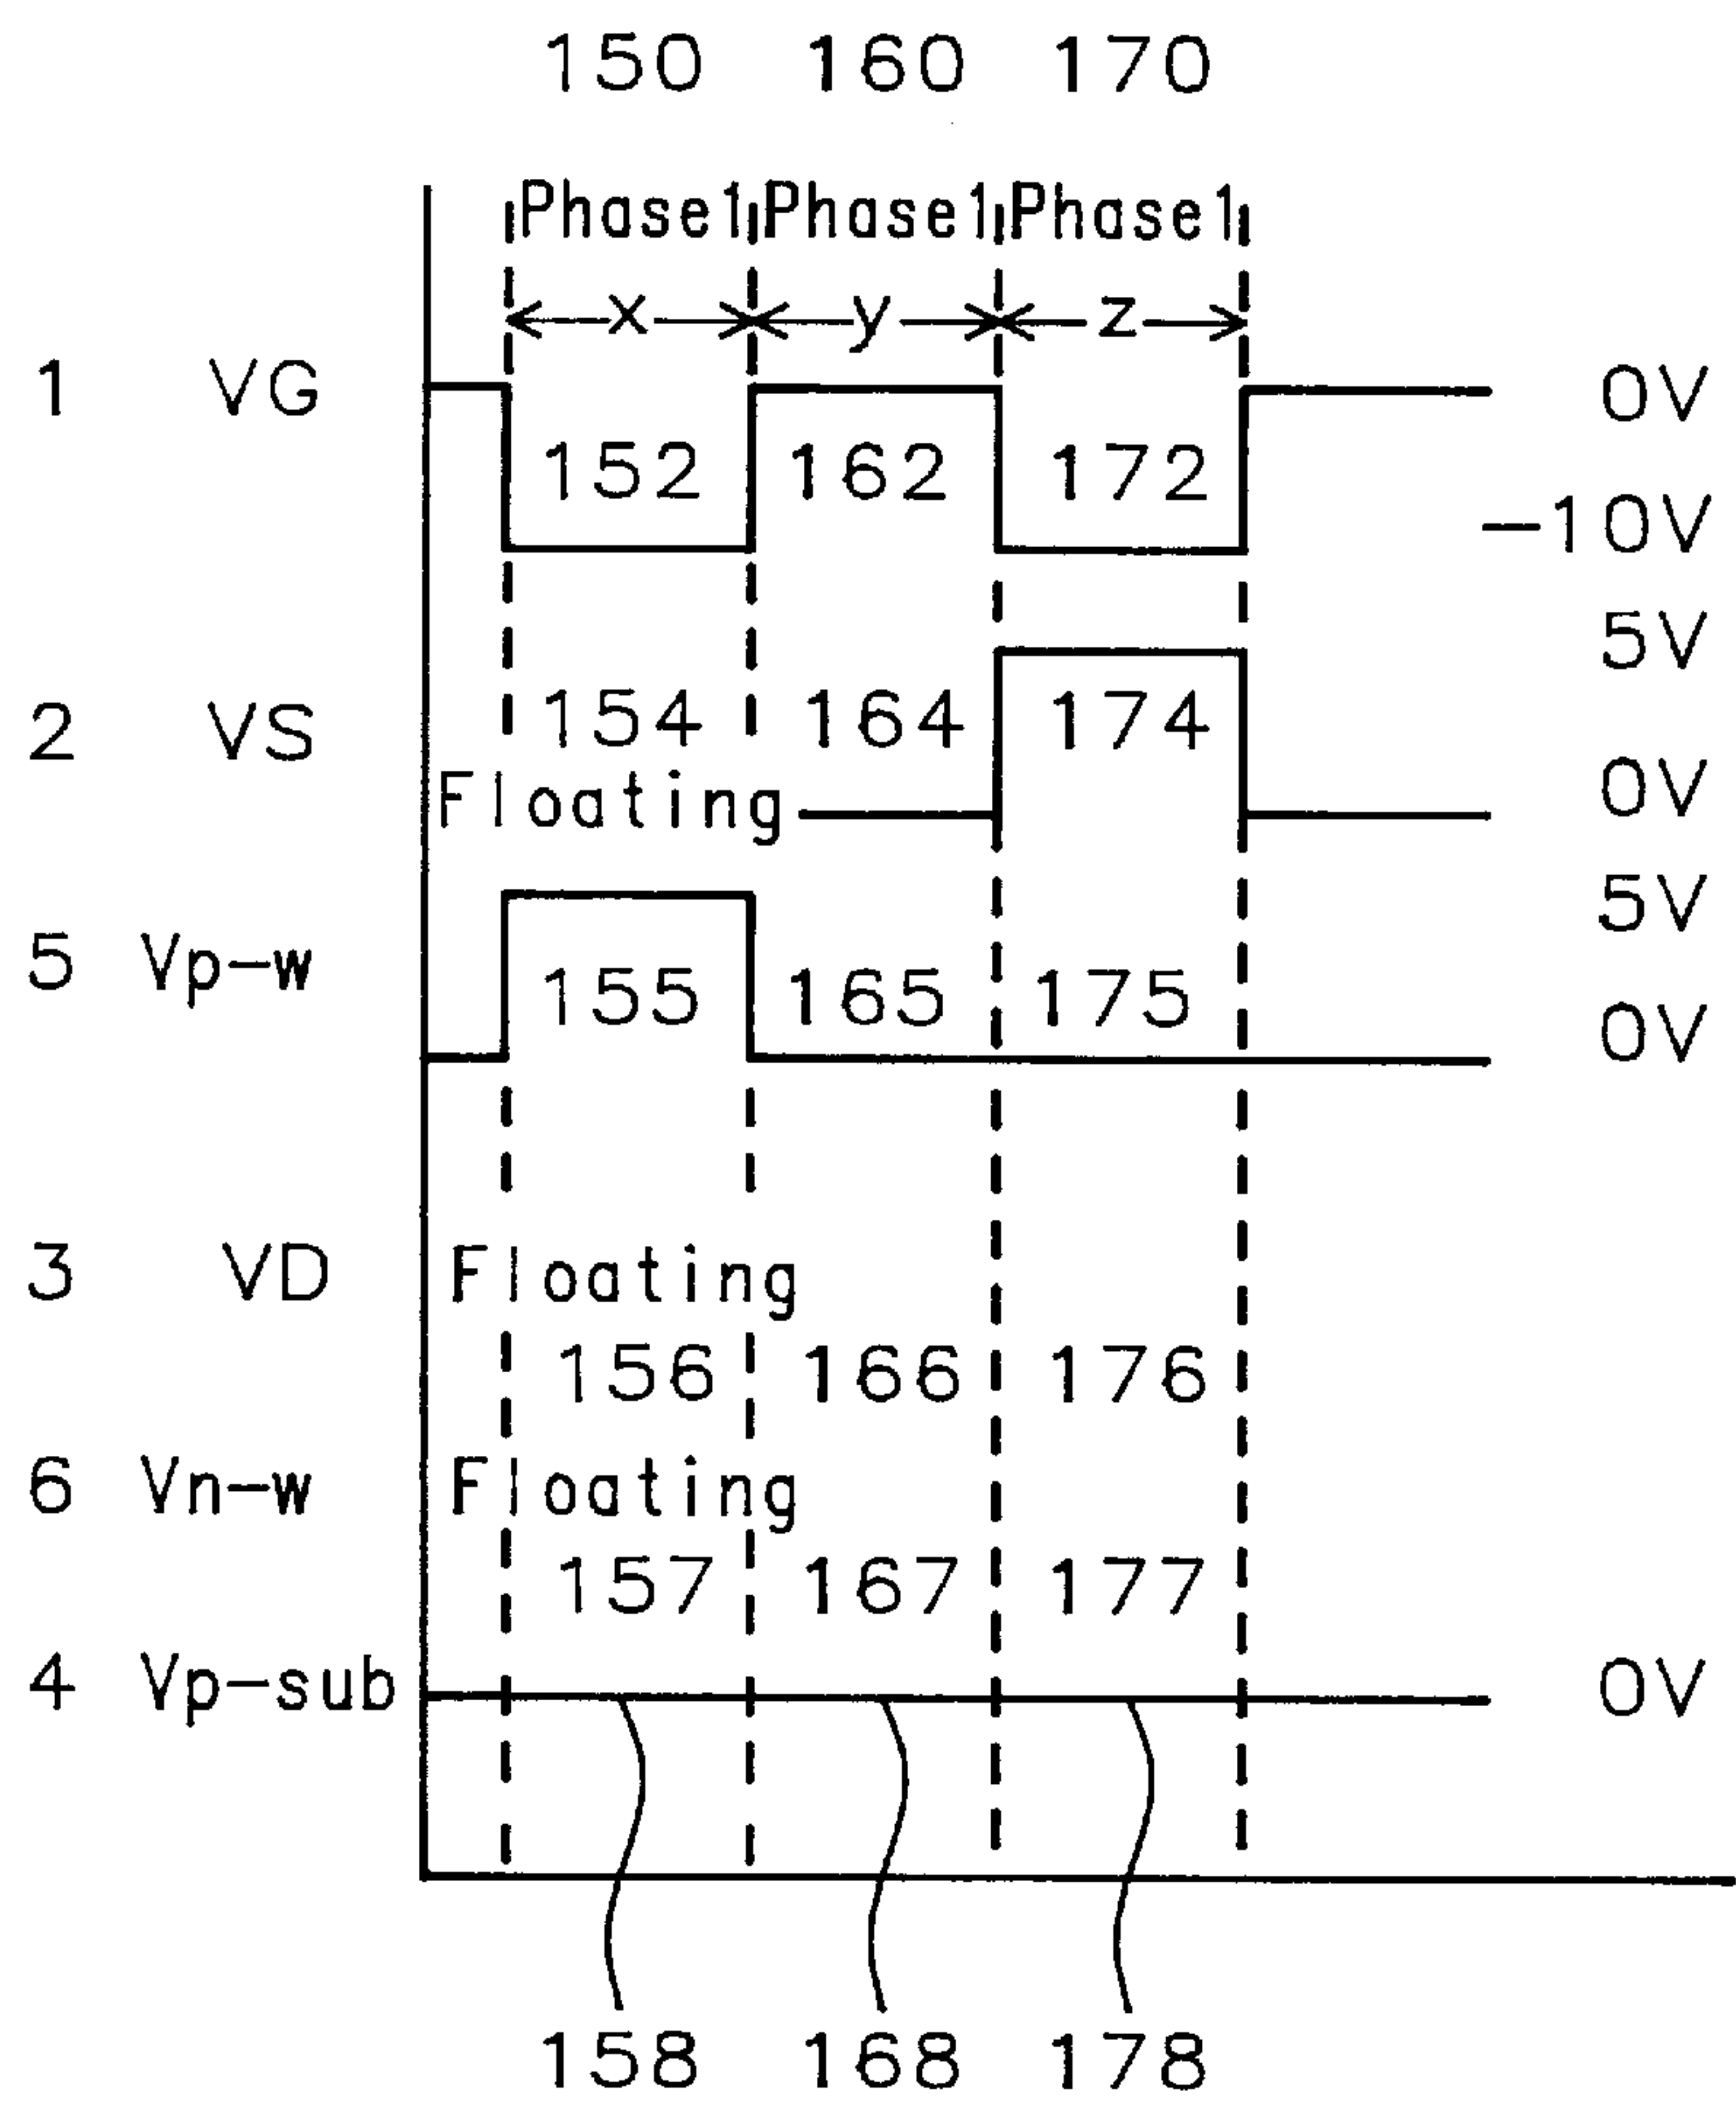 150 160 170
Phase1 Phase1 Phase1
x y z
1 VG 0V
152 162 172
-10V
5V
2 VS 154 164 174
Floating 0V
5V
5 Vp-w 155 165 175
0V
3 VD Floating
156 166 176
6 Vn-w Floating
157 167 177
4 Vp-sub 0V
158 168 178